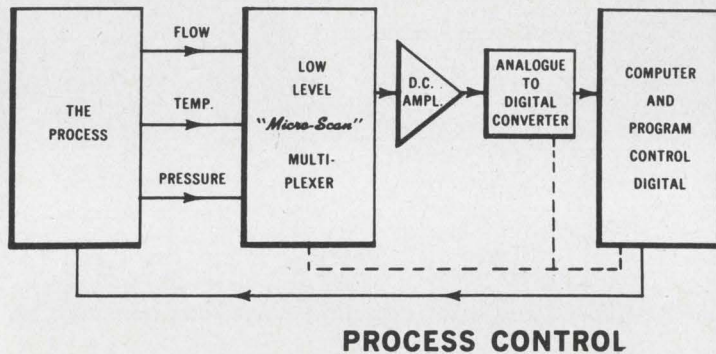 FLOW
TEMP.
PRESSURE
THE
PROCESS
LOW
LEVEL
"Micro-Scan"
MULTI-
PLEXER
D.C.
AMPL.
ANALOGUE
TO
DIGITAL
CONVERTER
COMPUTER
AND
PROGRAM
CONTROL
DIGITAL
PROCESS CONTROL